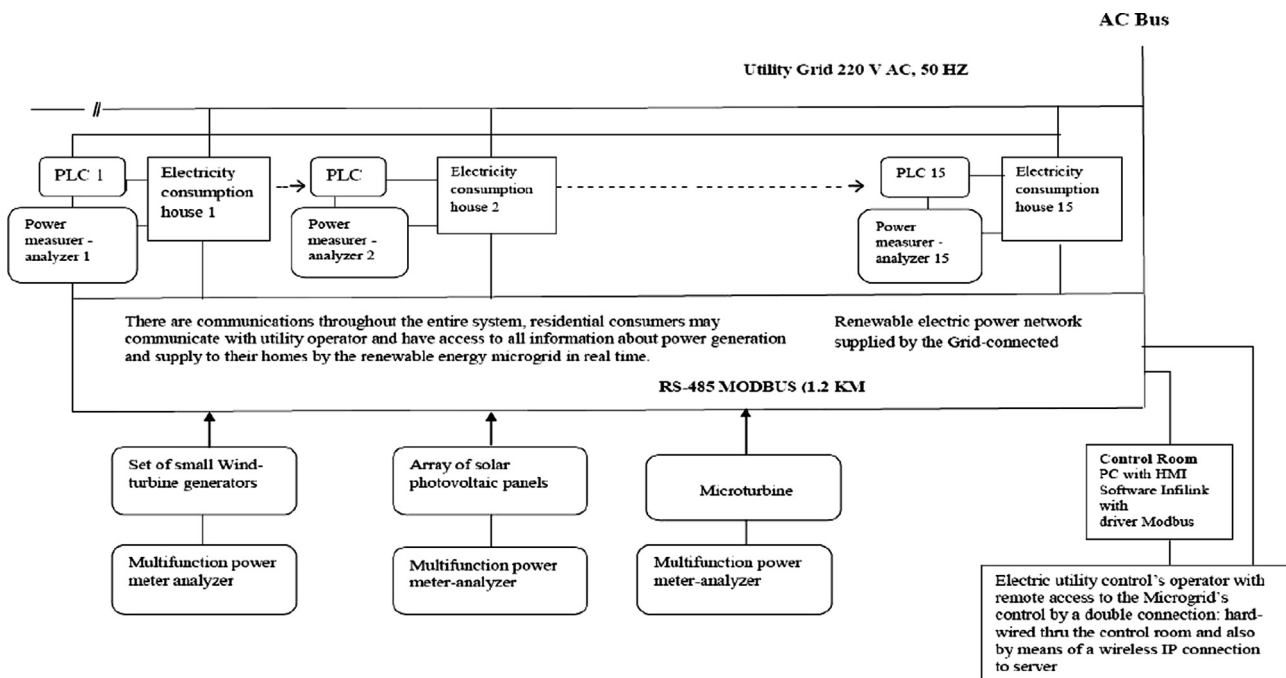 AC Bus
Utility Grid 220 V AC, 50 HZ
PLC 1
Electricity
consumption
house 1
Power
measurer -
analyzer 1
PLC
Electricity
consumption
house 2
Power
measurer -
analyzer 2
PLC 15
Electricity
consumption
house 15
Power
measurer -
analyzer 15
There are communications throughout the entire system, residential consumers may
communicate with utility operator and have access to all information about power generation
and supply to their homes by the renewable energy microgrid in real time.
Renewable electric power network
supplied by the Grid-connected
RS-485 MODBUS (1.2 KM
Set of small Wind-
turbine generators
Array of solar
photovoltaic panels
Microturbine
Multifunction power
meter analyzer
Multifunction power
meter-analyzer
Multifunction power
meter-analyzer
Control Room
PC with HMI
Software Infilink
with
driver Modbus
Electric utility control`s operator with
remote access to the Microgrid`s
control by a double connection: hard-
wired thru the control room and also
by means of a wireless IP connection
to server